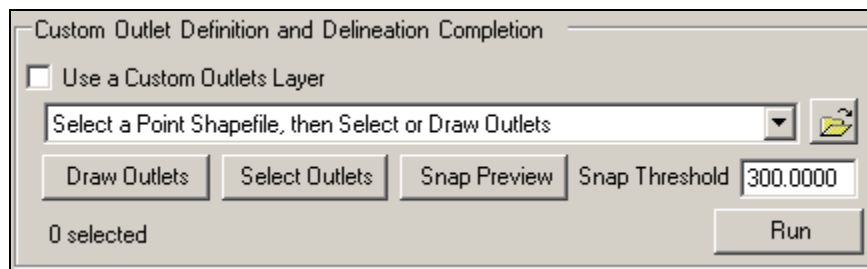 Custom Outlet Definition and Delineation Completion
Use a Custom Outlets Layer
Select a Point Shapefile, then Select or Draw Outlets
Draw Outlets Select Outlets Snap Preview Snap Threshold 300.0000
0 selected Run